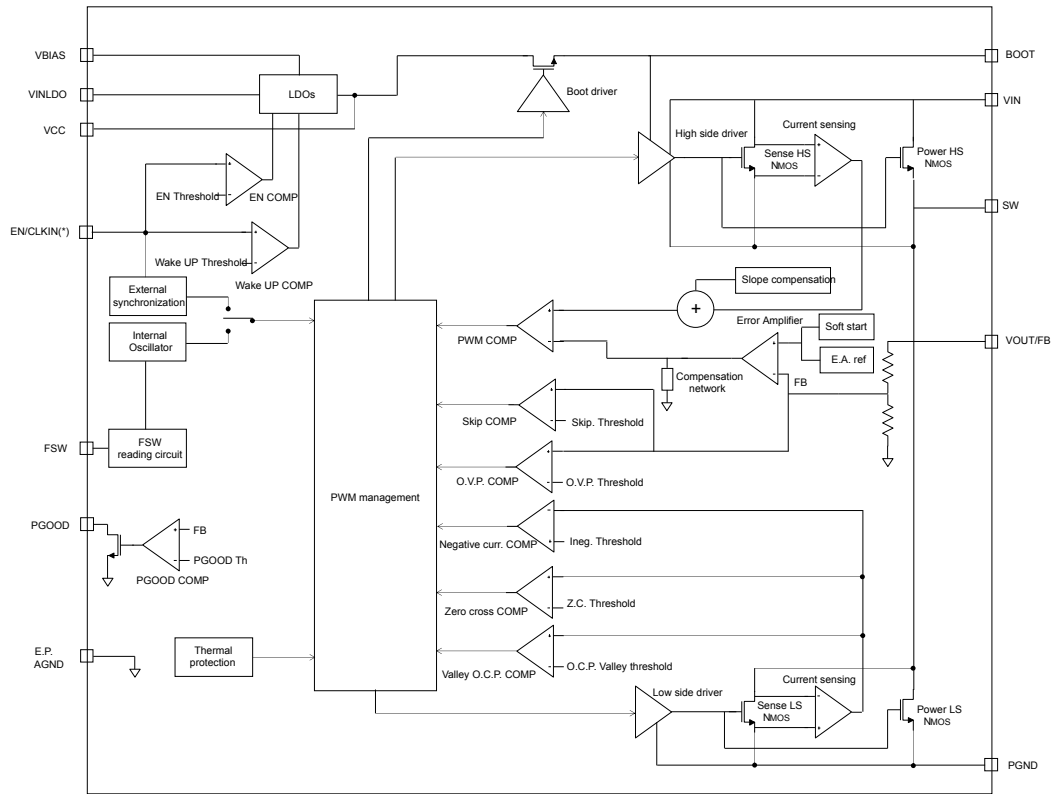 VBIAS
VINLDO
VCC
LDOs
Boot driver
BOOT
VIN
High side driver
Current sensing
Sense HS
NMOS
Power HS
NMOS
SW
EN Threshold
EN COMP
EN/CLKIN(*)
Wake UP Threshold
Wake UP COMP
External
synchronization
Internal
Oscillator
FSW
FSW
reading circuit
Slope compensation
+
PWM COMP
Error Amplifier
Soft start
E.A. ref
VOUT/FB
FB
Compensation
network
Skip COMP
Skip. Threshold
O.V.P. COMP
O.V.P. Threshold
PWM management
PGOOD
FB
PGOOD Th
PGOOD COMP
Negative curr. COMP
Ineg. Threshold
Zero cross COMP
Z.C. Threshold
Valley O.C.P. COMP
O.C.P. Valley threshold
E.P.
AGND
Thermal
protection
Low side driver
Current sensing
Sense LS
NMOS
Power LS
NMOS
PGND